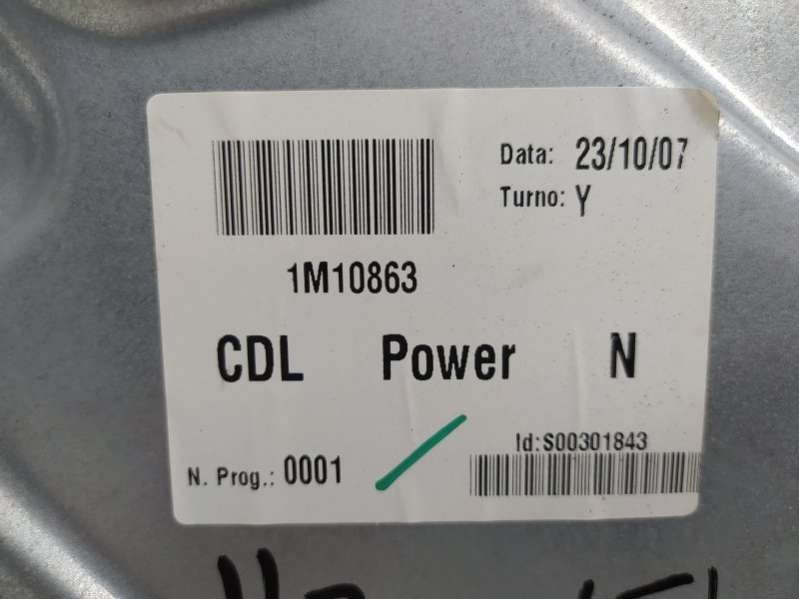 Data: 23/10/07
Turno: Y
1M10863
CDL Power N
Id:S00301843
N. Prog.: 0001